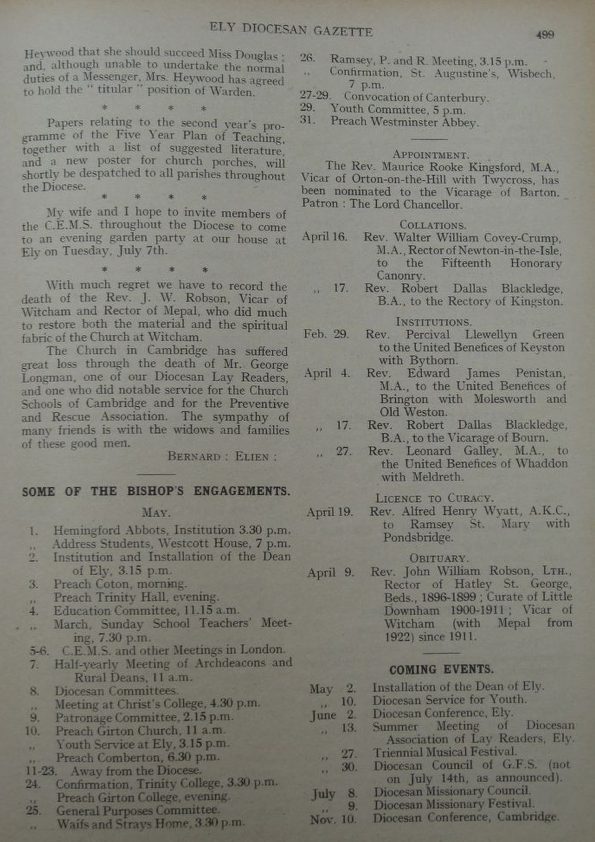 ELY DIOCESAN GAZETTE 499
Heywood that she should succeed Miss Douglas ;
and, although unable to undertake the normal
duties of a Messenger, Mrs. Heywood has agreed
to hold the " titular " position of Warden.
* * * *
Papers relating to the second year's pro-
gramme of the Five Year Plan of Teaching,
together with a list of suggested literature,
and a new poster for church porches, will
shortly be despatched to all parishes throughout
the Diocese.
* * * *
My wife and I hope to invite members of
the C.E.M.S. throughout the Diocese to come
to an evening garden party at our house at
Ely on Tuesday, July 7th.
* * * *
With much regret we have to record the
death of the Rev. J. W. Robson, Vicar of
Witcham and Rector of Mepal, who did much
to restore both the material and the spiritual
fabric of the Church at Witcham.
The Church in Cambridge has suffered
great loss through the death of Mr. George
Longman, one of our Diocesan Lay Readers,
and one who did notable service for the Church
Schools of Cambridge and for the Preventive
and Rescue Association. The sympathy of
many friends is with the widows and families
of these good men.
BERNARD : ELIEN :
SOME OF THE BISHOP'S ENGAGEMENTS.
MAY.
1. Hemingford Abbots, Institution 3.30 p.m.
,, Address Students, Westcott House, 7 p.m.
2. Institution and Installation of the Dean
of Ely, 3.15 p.m.
3. Preach Coton, morning.
,, Preach Trinity Hall, evening.
4. Education Committee, 11.15 a.m.
,, March, Sunday School Teachers' Meet-
ing, 7.30 p.m.
5-6. C.E.M.S. and other Meetings in London.
7. Half-yearly Meeting of Archdeacons and
Rural Deans, 11 a.m.
8. Diocesan Committees.
,, Meeting at Christ's College, 4.30 p.m.
9. Patronage Committee, 2.15 p.m.
10. Preach Girton Church, 11 a.m.
,, Youth Service at Ely, 3.15 p.m.
,, Preach Comberton, 6.30 p.m.
11-23. Away from the Diocese.
24. Confirmation, Trinity College, 3.30 p.m.
,, Preach Girton College, evening.
25. General Purposes Committee.
,, Waifs and Strays Home, 3.30 p.m.
26. Ramsey, P. and R. Meeting, 3.15 p.m.
,, Confirmation, St. Augustine's, Wisbech,
7 p.m.
27-29. Convocation of Canterbury.
29. Youth Committee, 5 p.m.
31. Preach Westminster Abbey.
APPOINTMENT.
The Rev. Maurice Rooke Kingsford, M.A.,
Vicar of Orton-on-the-Hill with Twycross, has
been nominated to the Vicarage of Barton.
Patron : The Lord Chancellor.
COLLATIONS.
April 16. Rev. Walter William Covey-Crump,
M.A., Rector of Newton-in-the-Isle,
to the Fifteenth Honorary
Canonry.
,, 17. Rev. Robert Dallas Blackledge,
B.A., to the Rectory of Kingston.
INSTITUTIONS.
Feb. 29. Rev. Percival Llewellyn Green
to the United Benefices of Keyston
with Bythorn.
April 4. Rev. Edward James Penistan,
M.A., to the United Benefices of
Brington with Molesworth and
Old Weston.
,, 17. Rev. Robert Dallas Blackledge,
B.A., to the Vicarage of Bourn.
,, 27. Rev. Leonard Galley, M.A., to
the United Benefices of Whaddon
with Meldreth.
LICENCE TO CURACY.
April 19. Rev. Alfred Henry Wyatt, A.K.C.,
to Ramsey St. Mary with
Pondsbridge.
OBITUARY.
April 9. Rev. John William Robson, LTH.,
Rector of Hatley St. George,
Beds., 1896-1899 ; Curate of Little
Downham 1900-1911 ; Vicar of
Witcham (with Mepal from
1922) since 1911.
COMING EVENTS.
May 2. Installation of the Dean of Ely.
,, 10. Diocesan Service for Youth.
June 2. Diocesan Conference, Ely.
,, 13. Summer Meeting of Diocesan
Association of Lay Readers, Ely.
,, 27. Triennial Musical Festival.
,, 30. Diocesan Council of G.F.S. (not
on July 14th, as announced).
July 8. Diocesan Missionary Council.
,, 9. Diocesan Missionary Festival.
Nov. 10. Diocesan Conference, Cambridge.